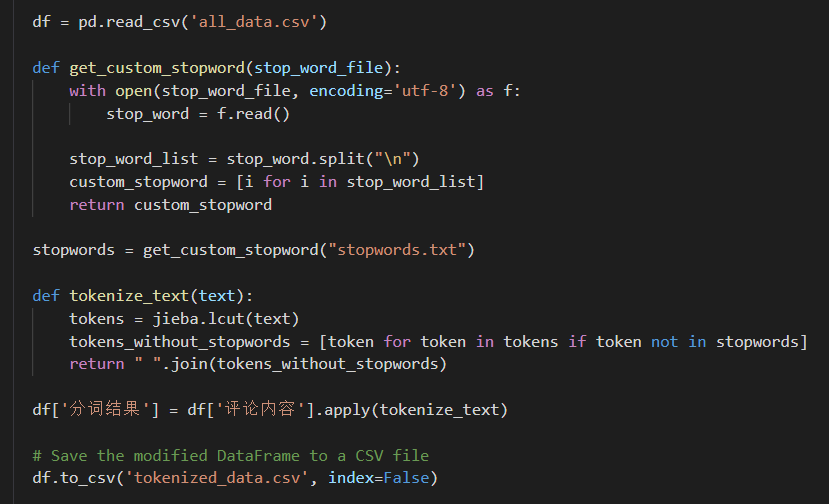 df = pd.read_csv('all_data.csv')
def get_custom_stopword(stop_word_file):
    with open(stop_word_file, encoding='utf-8') as f:
        stop_word = f.read()
    stop_word_list = stop_word.split("\n")
    custom_stopword = [i for i in stop_word_list]
    return custom_stopword
stopwords = get_custom_stopword("stopwords.txt")
def tokenize_text(text):
    tokens = jieba.lcut(text)
    tokens_without_stopwords = [token for token in tokens if token not in stopwords]
    return " ".join(tokens_without_stopwords)
df['分词结果'] = df['评论内容'].apply(tokenize_text)
# Save the modified DataFrame to a CSV file
df.to_csv('tokenized_data.csv', index=False)